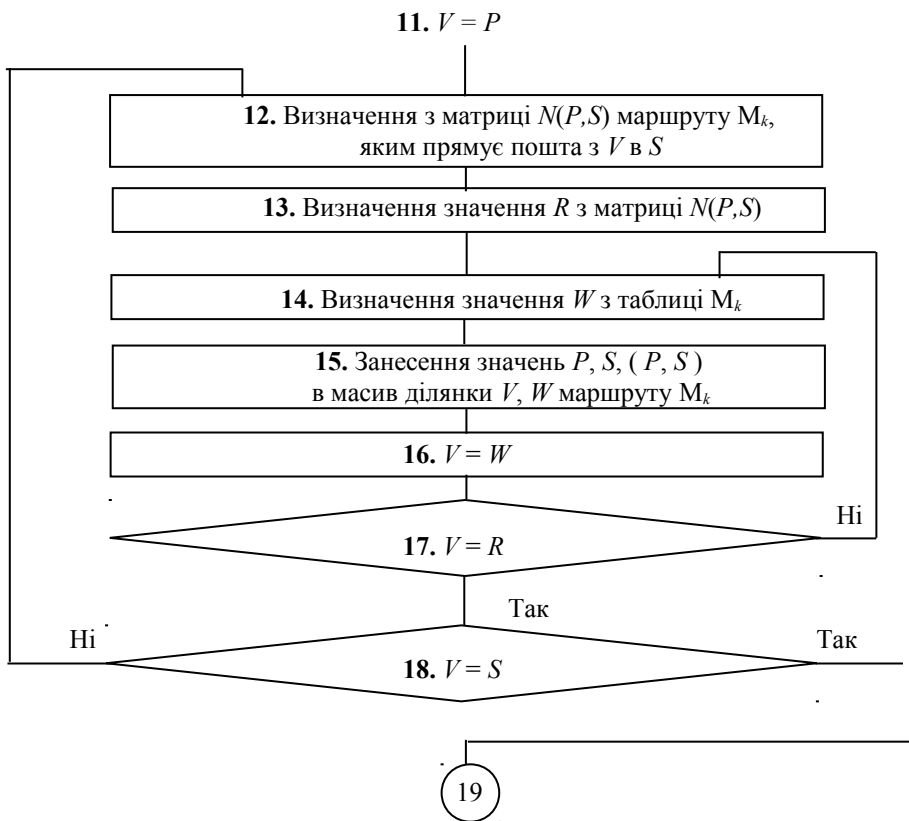 11. V = P
12. Визначення з матриці N(P,S) маршруту Mk,
яким прямує пошта з V в S
13. Визначення значення R з матриці N(P,S)
14. Визначення значення W з таблиці Mk
15. Занесення значень P, S, ( P, S )
в масив ділянки V, W маршруту Mk
16. V = W
Ні
17. V = R
Так
Ні
Так
18. V = S
19